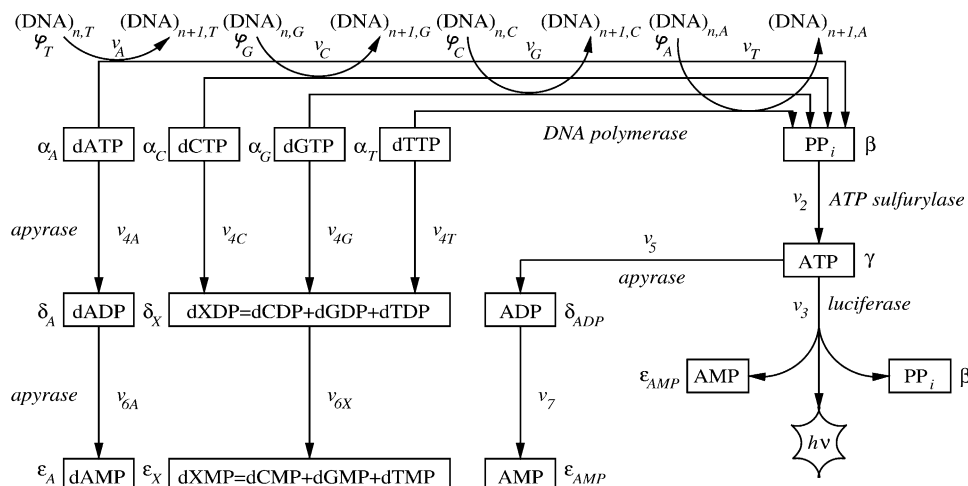 (DNA)n,T (DNA)n+1,T (DNA)n,G (DNA)n+1,G (DNA)n,C (DNA)n+1,C (DNA)n,A (DNA)n+1,A
φT vA φG vC φC vG φA vT
DNA polymerase
αA dATP αC dCTP αG dGTP αT dTTP PPi β
apyrase v4A v4C v4G v4T v2 ATP sulfurylase
v5
apyrase ATP γ
δA dADP δX dXDP=dCDP+dGDP+dTDP ADP δADP v3 luciferase
εAMP AMP PPi β
apyrase v6A v6X v7
hν
εA dAMP εX dXMP=dCMP+dGMP+dTMP AMP εAMP